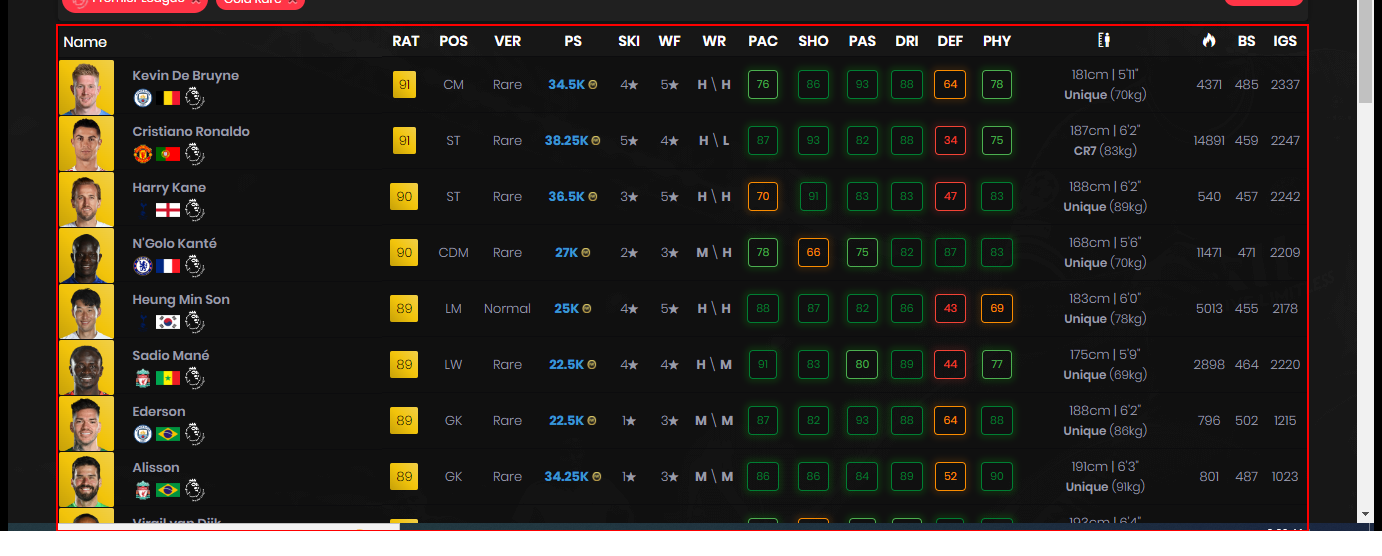 Premier League
Gold Rare
Name RAT POS VER PS SKI WF WR PAC SHO PAS DRI DEF PHY BS IGS
Kevin De Bruyne 91 CM Rare 34.5K 4★ 5★ H \ H 76 86 93 88 64 78 181cm | 5'11" 4371 485 2337
Unique (70kg)
Cristiano Ronaldo 91 ST Rare 38.25K 5★ 4★ H \ L 87 93 82 88 34 75 187cm | 6'2" 14891 459 2247
CR7 (83kg)
Harry Kane 90 ST Rare 36.5K 3★ 5★ H \ H 70 91 83 83 47 83 188cm | 6'2" 540 457 2242
Unique (89kg)
N'Golo Kanté 90 CDM Rare 27K 2★ 3★ M \ H 78 66 75 82 87 83 168cm | 5'6" 11471 471 2209
Unique (70kg)
Heung Min Son 89 LM Normal 25K 4★ 5★ H \ H 88 87 82 86 43 69 183cm | 6'0" 5013 455 2178
Unique (78kg)
Sadio Mané 89 LW Rare 22.5K 4★ 4★ H \ M 91 83 80 89 44 77 175cm | 5'9" 2898 464 2220
Unique (69kg)
Ederson 89 GK Rare 22.5K 1★ 3★ M \ M 87 82 93 88 64 88 188cm | 6'2" 796 502 1215
Unique (86kg)
Alisson 89 GK Rare 34.25K 1★ 3★ M \ M 86 86 84 89 52 90 191cm | 6'3" 801 487 1023
Unique (91kg)
Virgil van Dijk 193cm | 6'4"